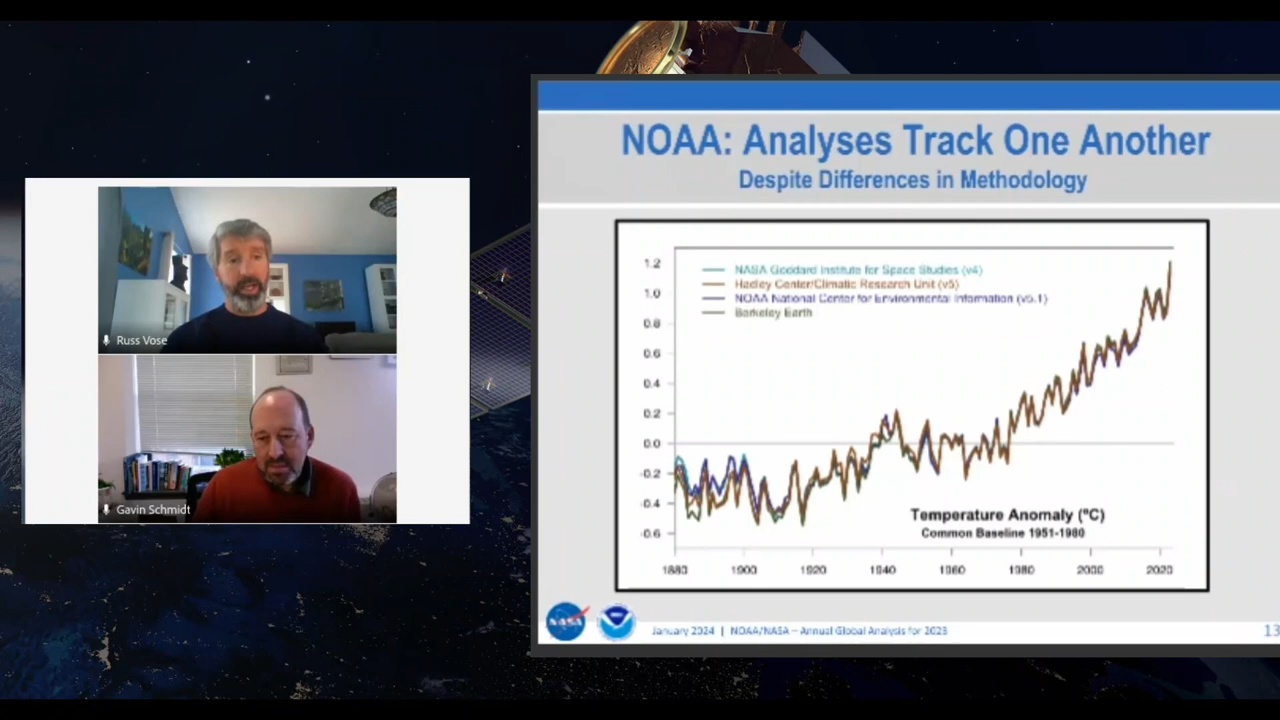 NOAA: Analyses Track One Another
Despite Differences in Methodology
NASA Goddard Institute for Space Studies (v4)
Hadley Center/Climatic Research Unit (v5)
NOAA National Center for Environmental Information (v5.1)
Berkeley Earth
1.2
1.0
0.8
0.6
0.4
0.2
0.0
-0.2
-0.4
-0.6
Temperature Anomaly (ºC)
Common Baseline 1951-1980
1880 1900 1920 1940 1960 1980 2000 2020
NASA
January 2024 | NOAA/NASA – Annual Global Analysis for 2023
13
Russ Vose
Gavin Schmidt